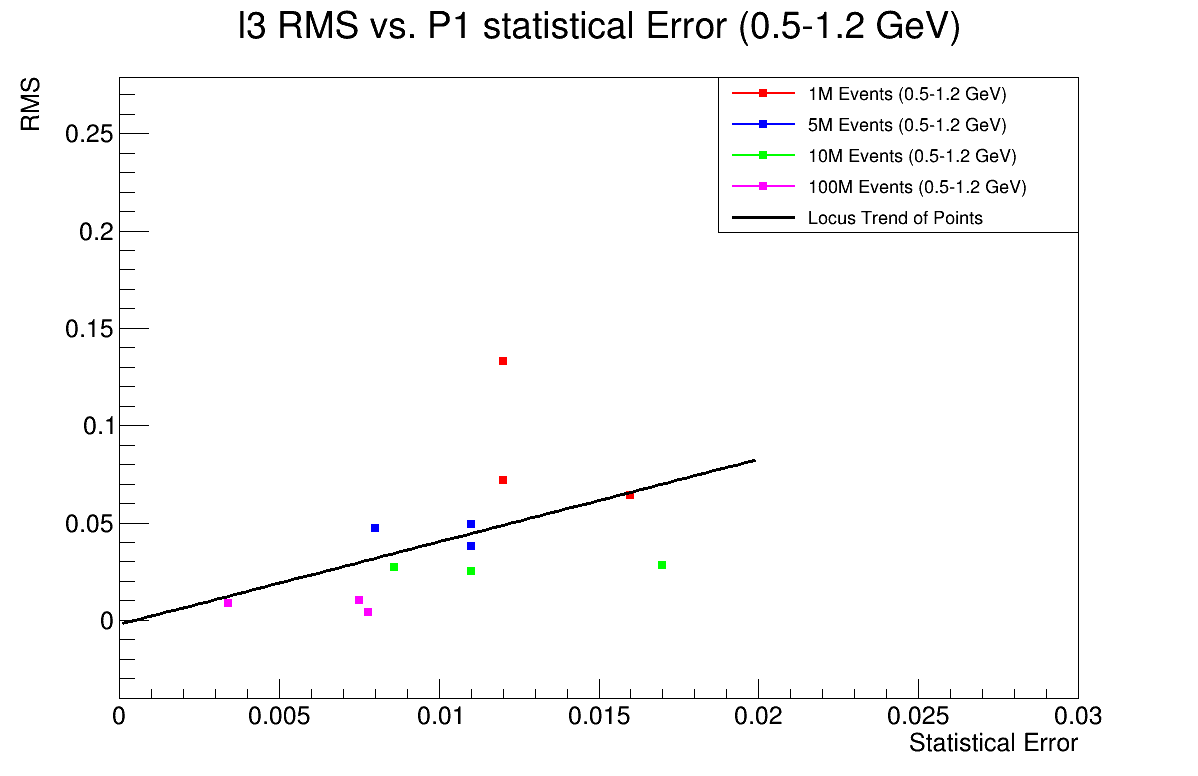 I3 RMS vs. P1 statistical Error (0.5-1.2 GeV)
RMS
1M Events (0.5-1.2 GeV)
5M Events (0.5-1.2 GeV)
10M Events (0.5-1.2 GeV)
100M Events (0.5-1.2 GeV)
Locus Trend of Points
0.25
0.2
0.15
0.1
0.05
0
0 0.005 0.01 0.015 0.02 0.025 0.03
Statistical Error